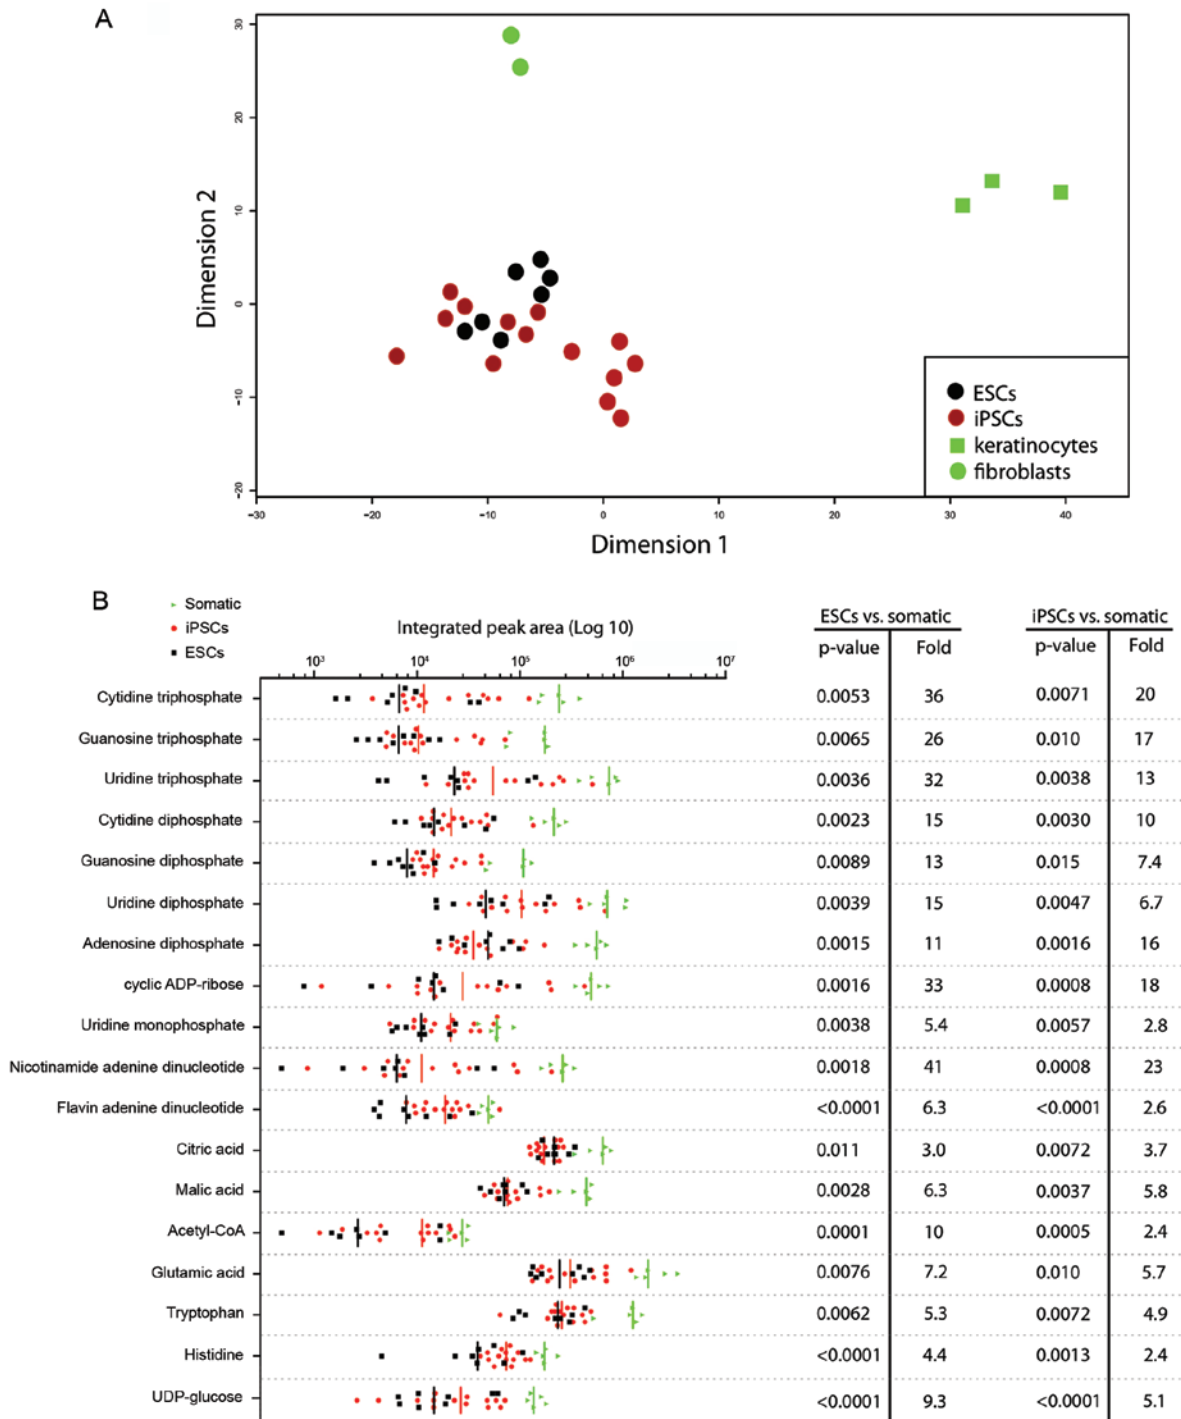 A
30
20
10
0
-10
-20
Dimension 2
-30 -20 -10 0 10 20 30 40
Dimension 1
ESCs
iPSCs
keratinocytes
fibroblasts
B
Somatic
iPSCs
ESCs
Integrated peak area (Log 10)
10³ 10⁴ 10⁵ 10⁶ 10⁷
ESCs vs. somatic iPSCs vs. somatic
p-value Fold p-value Fold
Cytidine triphosphate 0.0053 36 0.0071 20
Guanosine triphosphate 0.0065 26 0.010 17
Uridine triphosphate 0.0036 32 0.0038 13
Cytidine diphosphate 0.0023 15 0.0030 10
Guanosine diphosphate 0.0089 13 0.015 7.4
Uridine diphosphate 0.0039 15 0.0047 6.7
Adenosine diphosphate 0.0015 11 0.0016 16
cyclic ADP-ribose 0.0016 33 0.0008 18
Uridine monophosphate 0.0038 5.4 0.0057 2.8
Nicotinamide adenine dinucleotide 0.0018 41 0.0008 23
Flavin adenine dinucleotide <0.0001 6.3 <0.0001 2.6
Citric acid 0.011 3.0 0.0072 3.7
Malic acid 0.0028 6.3 0.0037 5.8
Acetyl-CoA 0.0001 10 0.0005 2.4
Glutamic acid 0.0076 7.2 0.010 5.7
Tryptophan 0.0062 5.3 0.0072 4.9
Histidine <0.0001 4.4 0.0013 2.4
UDP-glucose <0.0001 9.3 <0.0001 5.1